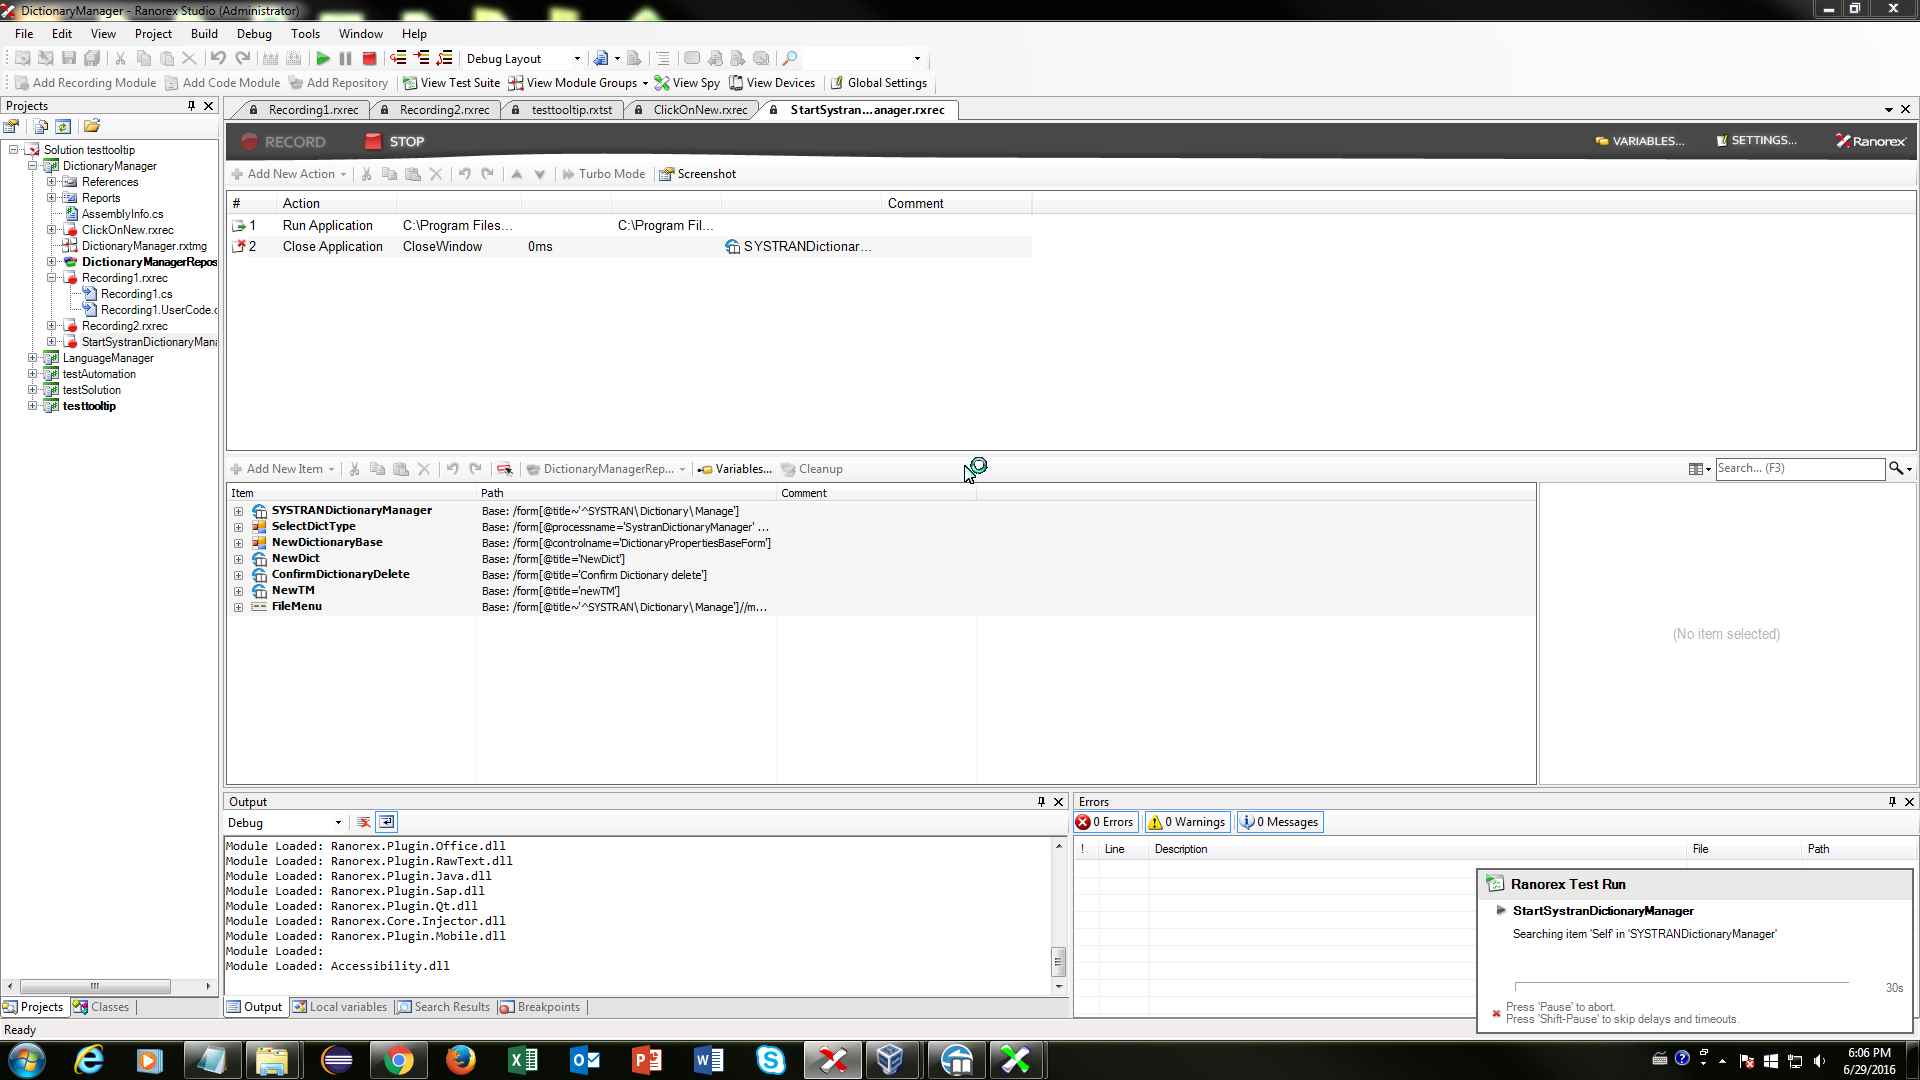 DictionaryManager - Ranorex Studio (Administrator)
File Edit View Project Build Debug Tools Window Help
Debug Layout
Add Recording Module Add Code Module Add Repository View Test Suite View Module Groups View Spy View Devices Global Settings
Projects
Recording1.rxrec Recording2.rxrec testtooltip.rxtst ClickOnNew.rxrec StartSystran...anager.rxrec
RECORD STOP VARIABLES... SETTINGS... Ranorex
Add New Action Turbo Mode Screenshot
# Action Comment
1 Run Application C:\Program Files... C:\Program Fil...
2 Close Application CloseWindow 0ms SYSTRANDictionar...
Solution testtooltip
DictionaryManager
References
Reports
AssemblyInfo.cs
ClickOnNew.rxrec
DictionaryManager.rxtmg
DictionaryManagerRepos
Recording1.rxrec
Recording1.cs
Recording1.UserCode.c
Recording2.rxrec
StartSystranDictionaryMana
LanguageManager
testAutomation
testSolution
testtooltip
Add New Item DictionaryManagerRep... Variables... Cleanup Search... (F3)
Item Path Comment
SYSTRANDictionaryManager Base: /form[@title~'^SYSTRAN\ Dictionary\ Manage']
SelectDictType Base: /form[@processname='SystranDictionaryManager' ...
NewDictionaryBase Base: /form[@controlname='DictionaryPropertiesBaseForm']
NewDict Base: /form[@title='NewDict']
ConfirmDictionaryDelete Base: /form[@title='Confirm Dictionary delete']
NewTM Base: /form[@title='newTM']
FileMenu Base: /form[@title~'^SYSTRAN\ Dictionary\ Manage']//m...
(No item selected)
Output
Debug
Module Loaded: Ranorex.Plugin.Office.dll
Module Loaded: Ranorex.Plugin.RawText.dll
Module Loaded: Ranorex.Plugin.Java.dll
Module Loaded: Ranorex.Plugin.Sap.dll
Module Loaded: Ranorex.Plugin.Qt.dll
Module Loaded: Ranorex.Core.Injector.dll
Module Loaded: Ranorex.Plugin.Mobile.dll
Module Loaded:
Module Loaded: Accessibility.dll
Errors
0 Errors 0 Warnings 0 Messages
! Line Description File Path
Ranorex Test Run
StartSystranDictionaryManager
Searching item 'Self' in 'SYSTRANDictionaryManager'
30s
Press 'Pause' to abort.
Press 'Shift-Pause' to skip delays and timeouts.
Projects Classes
Output Local variables Search Results Breakpoints
Ready
6:06 PM
6/29/2016